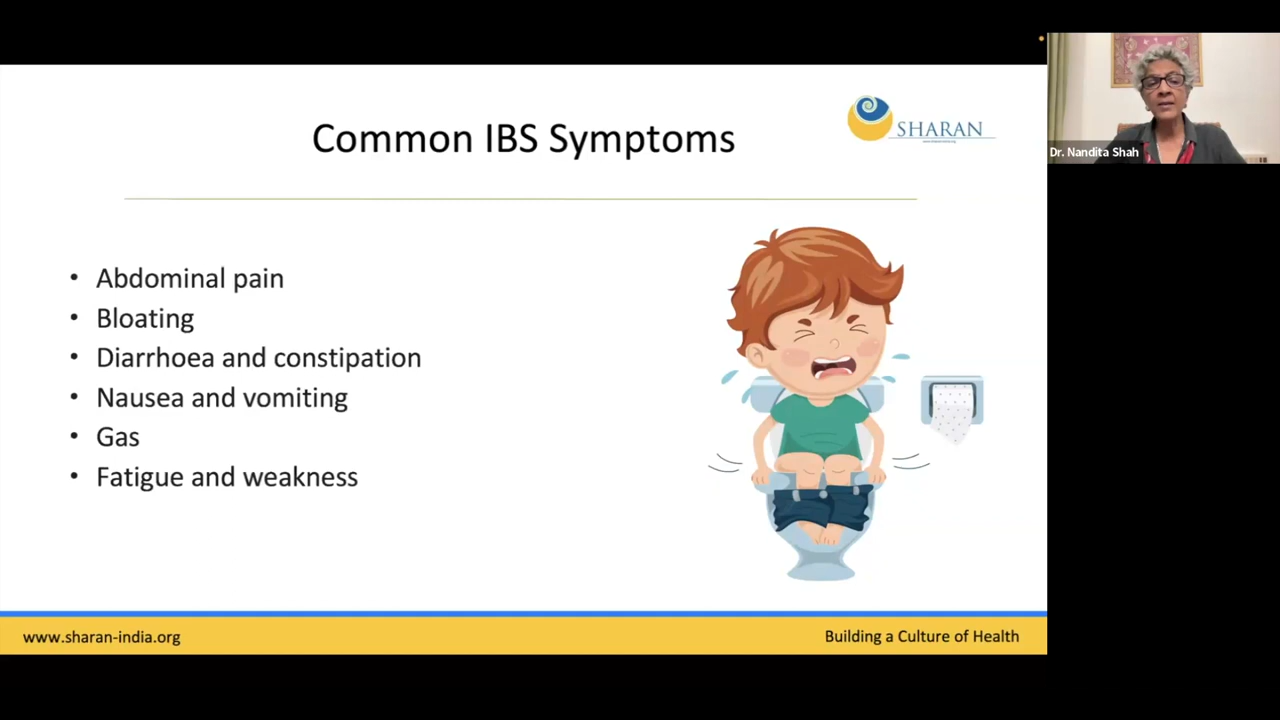 Common IBS Symptoms
SHARAN
Dr. Nandita Shah
• Abdominal pain
• Bloating
• Diarrhoea and constipation
• Nausea and vomiting
• Gas
• Fatigue and weakness
www.sharan-india.org
Building a Culture of Health